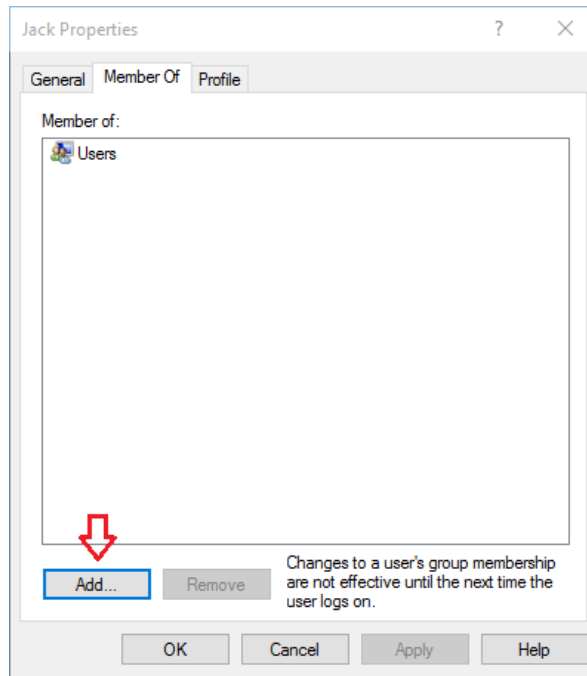 Jack Properties
?
General
Member Of
Profile
Member of:
Users
Add...
Remove
Changes to a user's group membership
are not effective until the next time the
user logs on.
OK
Cancel
Apply
Help